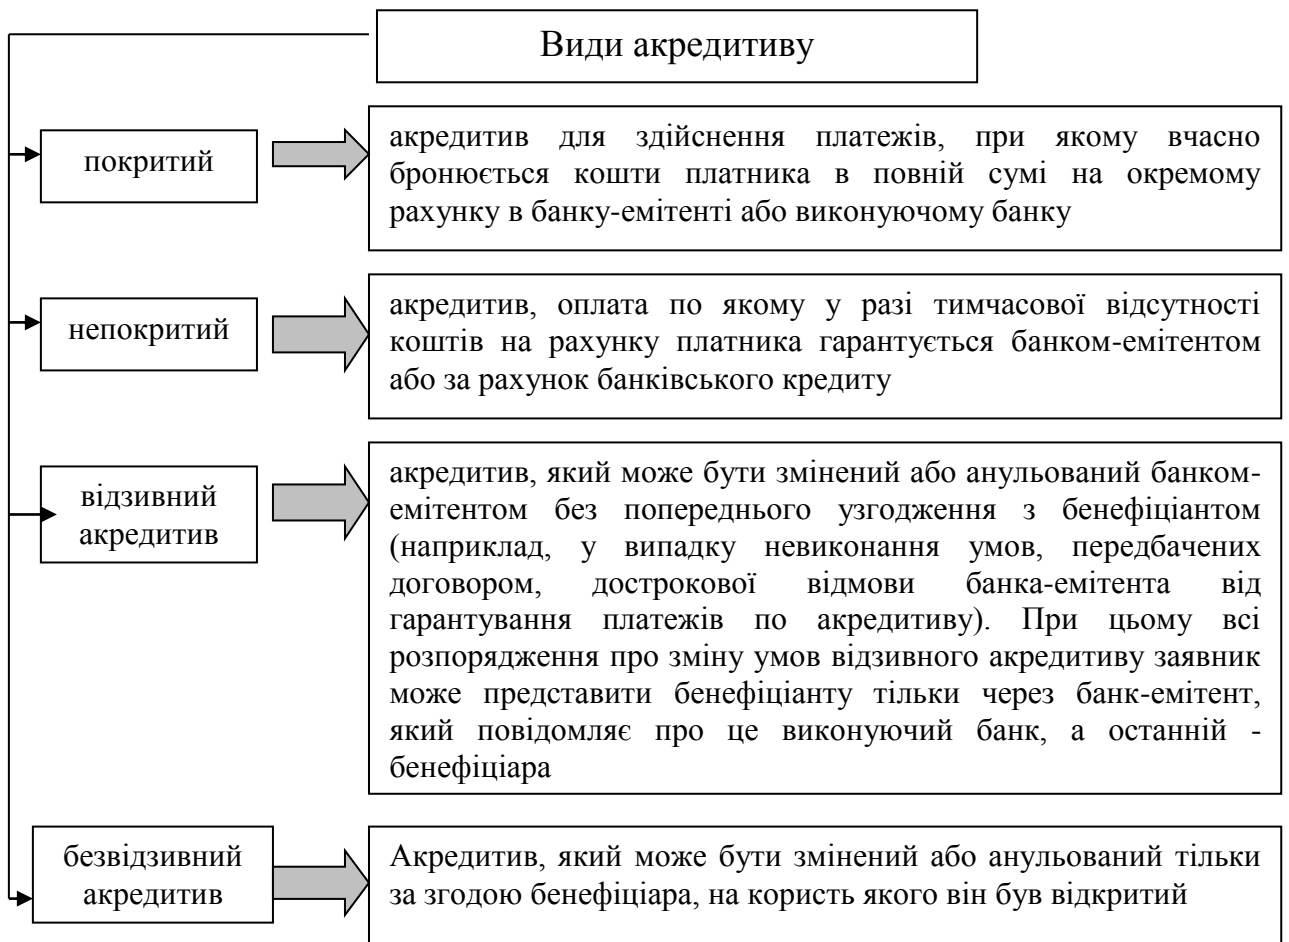 Види акредитиву
покритий
акредитив для здійснення платежів, при якому вчасно
бронюється кошти платника в повній сумі на окремому
рахунку в банку-емітенті або виконуючому банку
непокритий
акредитив, оплата по якому у разі тимчасової відсутності
коштів на рахунку платника гарантується банком-емітентом
або за рахунок банківського кредиту
відзивний
акредитив
акредитив, який може бути змінений або анульований банком-
емітентом без попереднього узгодження з бенефіціантом
(наприклад, у випадку невиконання умов, передбачених
договором, дострокової відмови банка-емітента від
гарантування платежів по акредитиву). При цьому всі
розпорядження про зміну умов відзивного акредитиву заявник
може представити бенефіціанту тільки через банк-емітент,
який повідомляє про це виконуючий банк, а останній -
бенефіціара
безвідзивний
акредитив
Акредитив, який може бути змінений або анульований тільки
за згодою бенефіціара, на користь якого він був відкритий